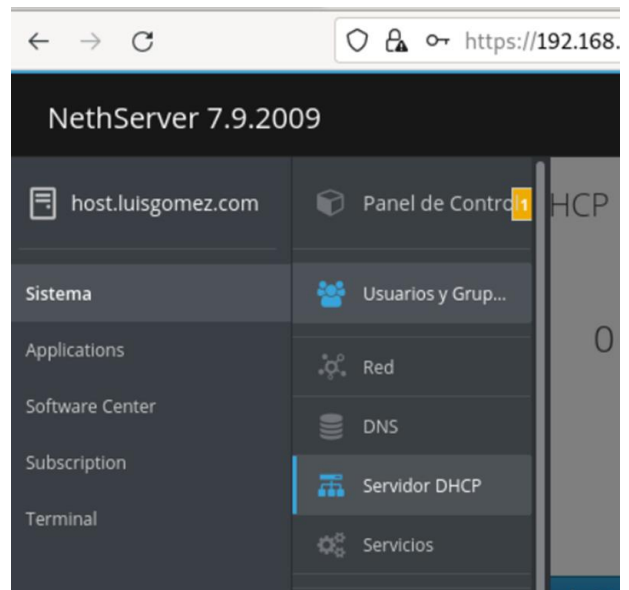 https://192.168.
NethServer 7.9.2009
host.luisgomez.com
Sistema
Applications
Software Center
Subscription
Terminal
Panel de Control
1
Usuarios y Grup...
Red
DNS
Servidor DHCP
Servicios
HCP
0